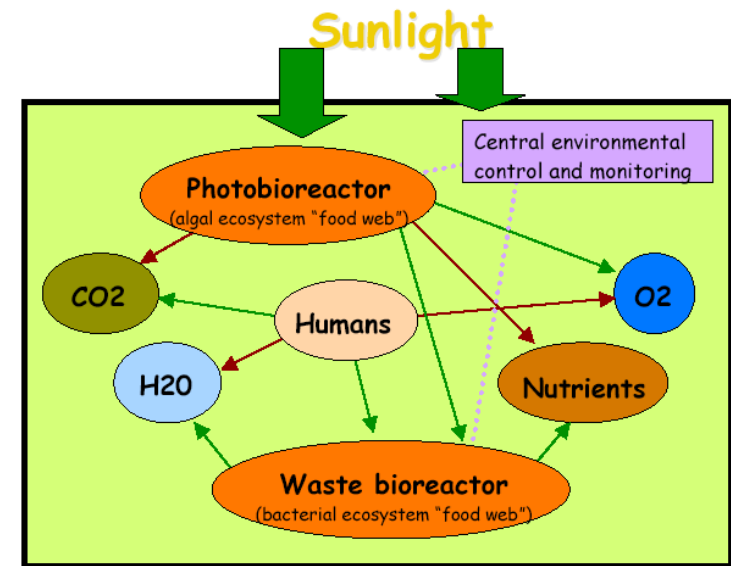 Sunlight
Central environmental
control and monitoring
Photobioreactor
(algal ecosystem “food web”)
CO2
O2
Humans
H20
Nutrients
Waste bioreactor
(bacterial ecosystem “food web”)